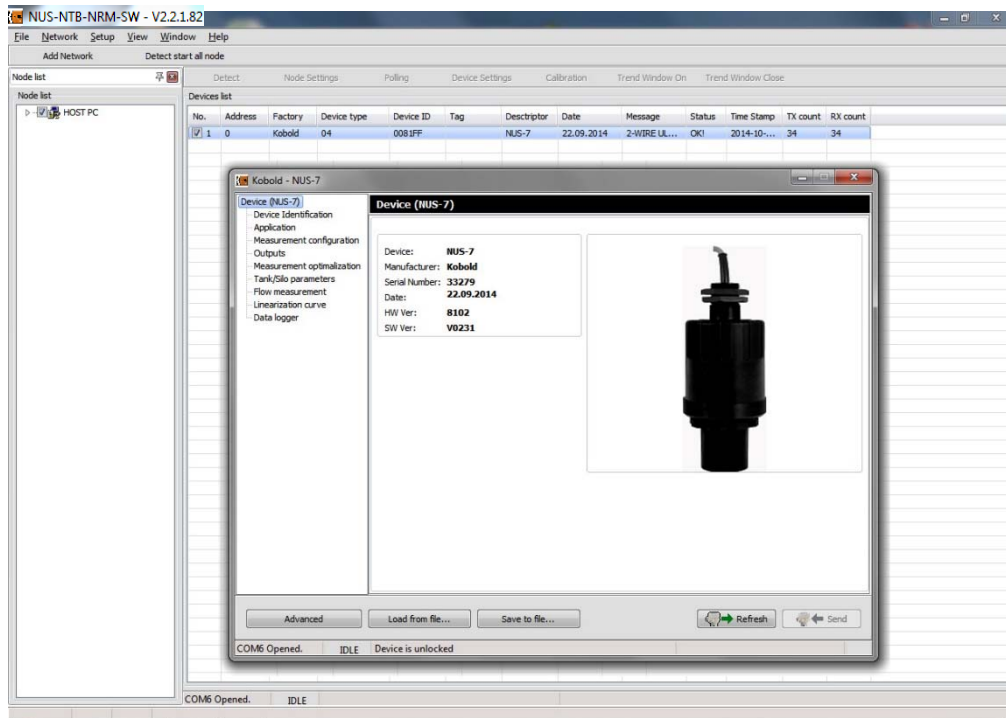 NUS-NTB-NRM-SW - V2.2.1.82
File Network Setup View Window Help
Add Network Detect start all node
Node list
Detect Node Settings Polling Device Settings Calibration Trend Window On Trend Window Close
Node list
Devices list
HOST PC
No. Address Factory Device type Device ID Tag Desctriptor Date Message Status Time Stamp TX count RX count
1 0 Kobold 04 0081FF NUS-7 22.09.2014 2-WIRE UL... OK! 2014-10-... 34 34
Kobold - NUS-7
Device (NUS-7)
Device Identification
Application
Measurement configuration
Outputs
Measurement optimalization
Tank/Silo parameters
Flow measurement
Linearization curve
Data logger
Device (NUS-7)
Device: NUS-7
Manufacturer: Kobold
Serial Number: 33279
Date: 22.09.2014
HW Ver: 8102
SW Ver: V0231
Advanced Load from file... Save to file... Refresh Send
COM6 Opened. IDLE Device is unlocked
COM6 Opened. IDLE